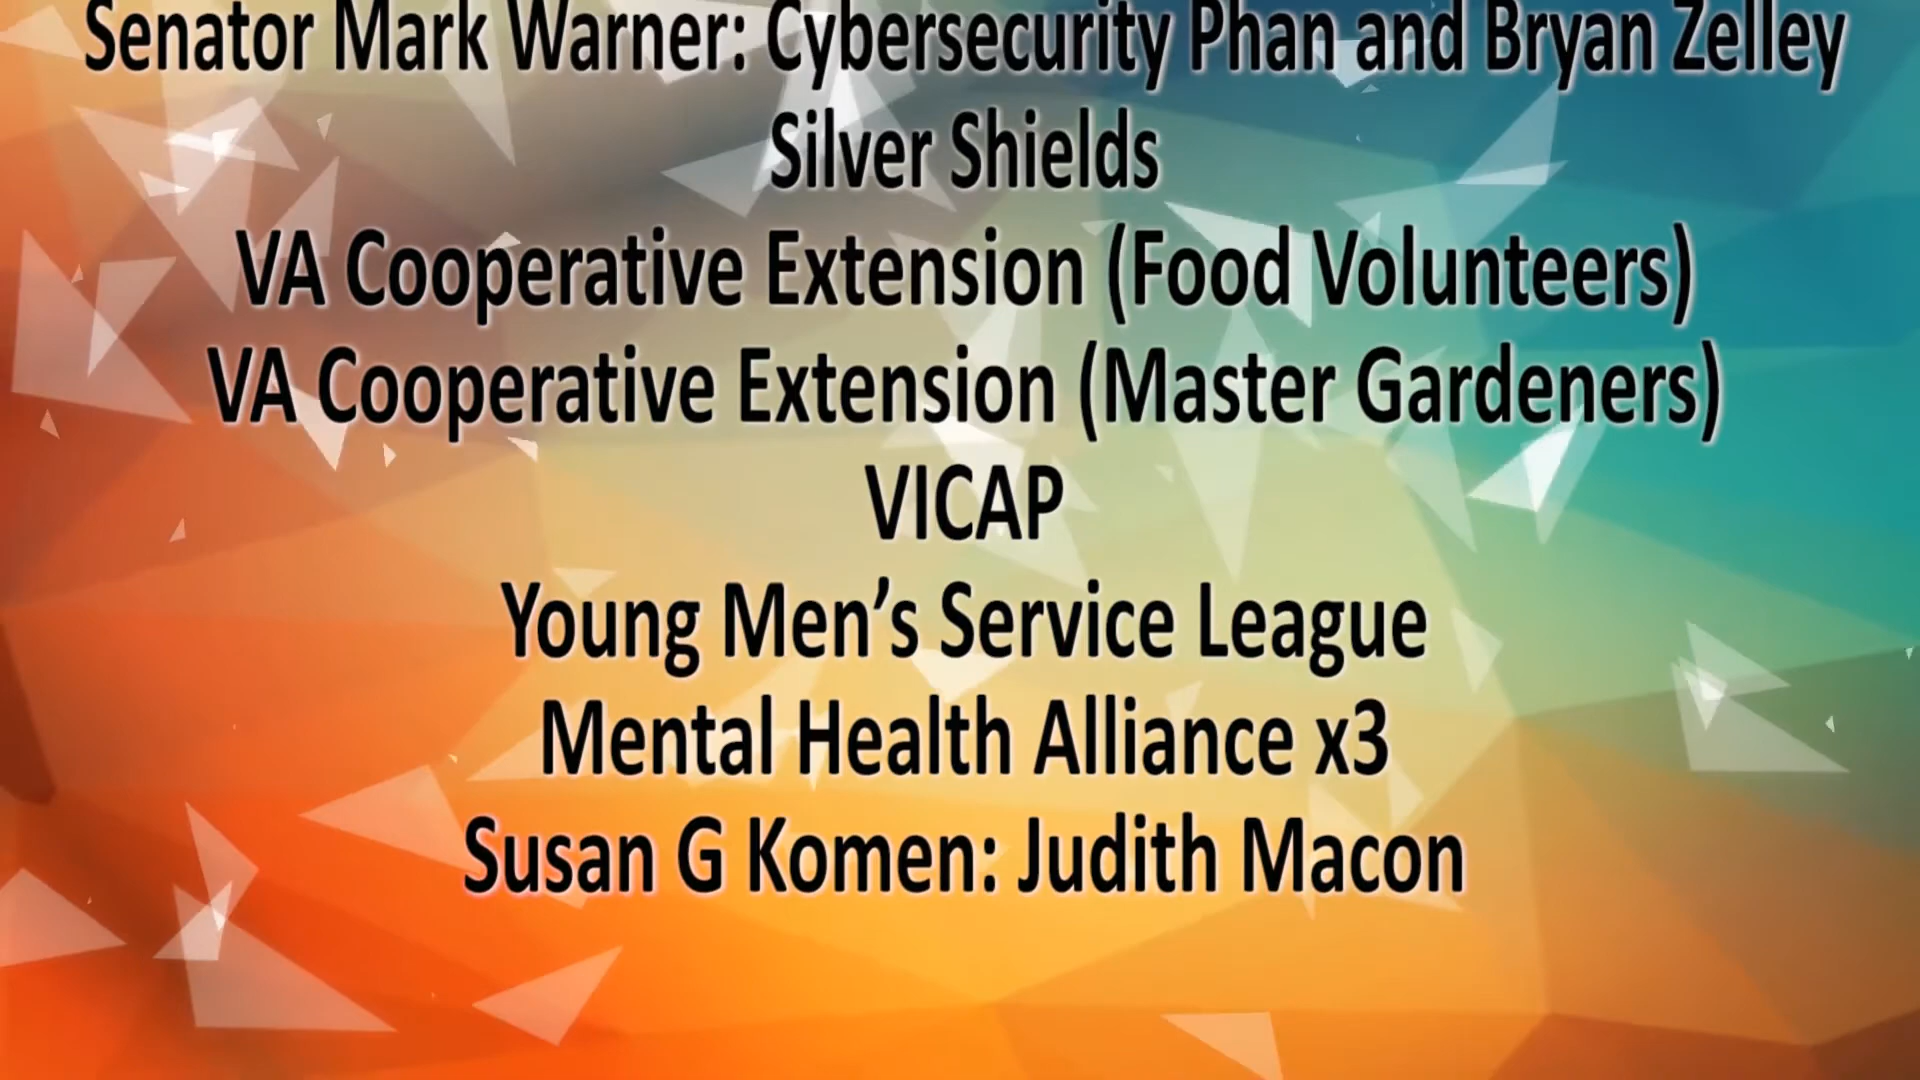 Senator Mark Warner: Cybersecurity Phan and Bryan Zelley
Silver Shields
VA Cooperative Extension (Food Volunteers)
VA Cooperative Extension (Master Gardeners)
VICAP
Young Men’s Service League
Mental Health Alliance x3
Susan G Komen: Judith Macon